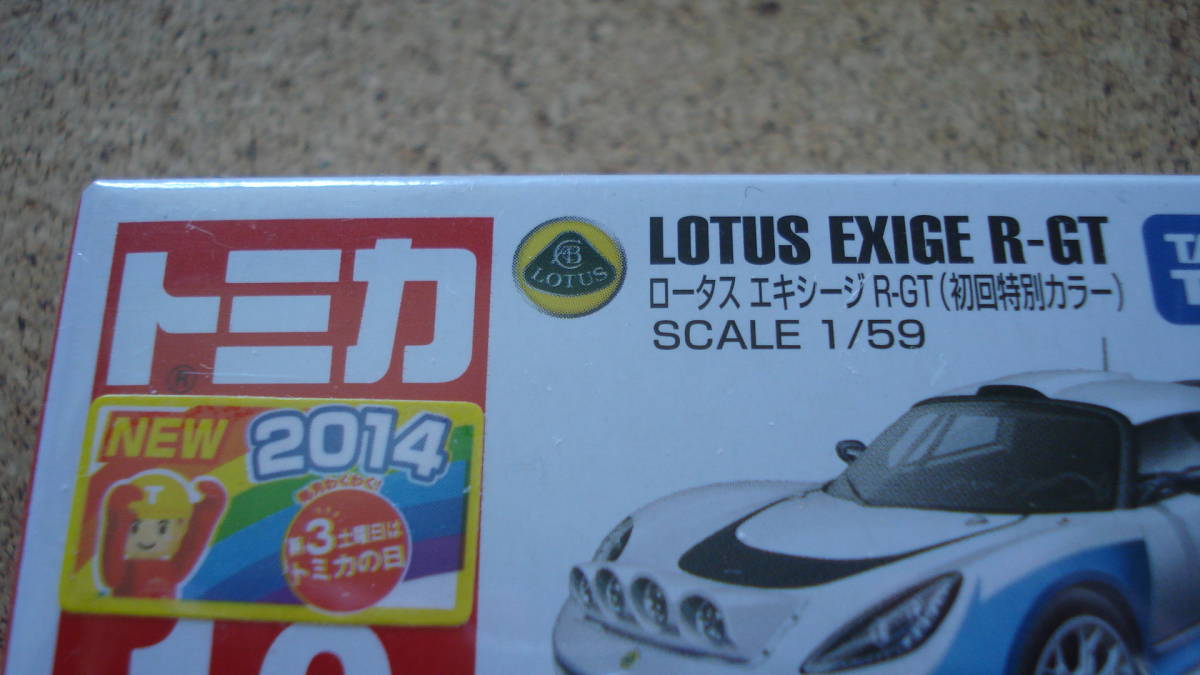 トミカ
®
NEW 2014
毎月わくわく!
第3土曜日は
トミカの日
LOTUS
LOTUS EXIGE R-GT
ロータス エキシージ R-GT(初回特別カラー)
SCALE 1/59